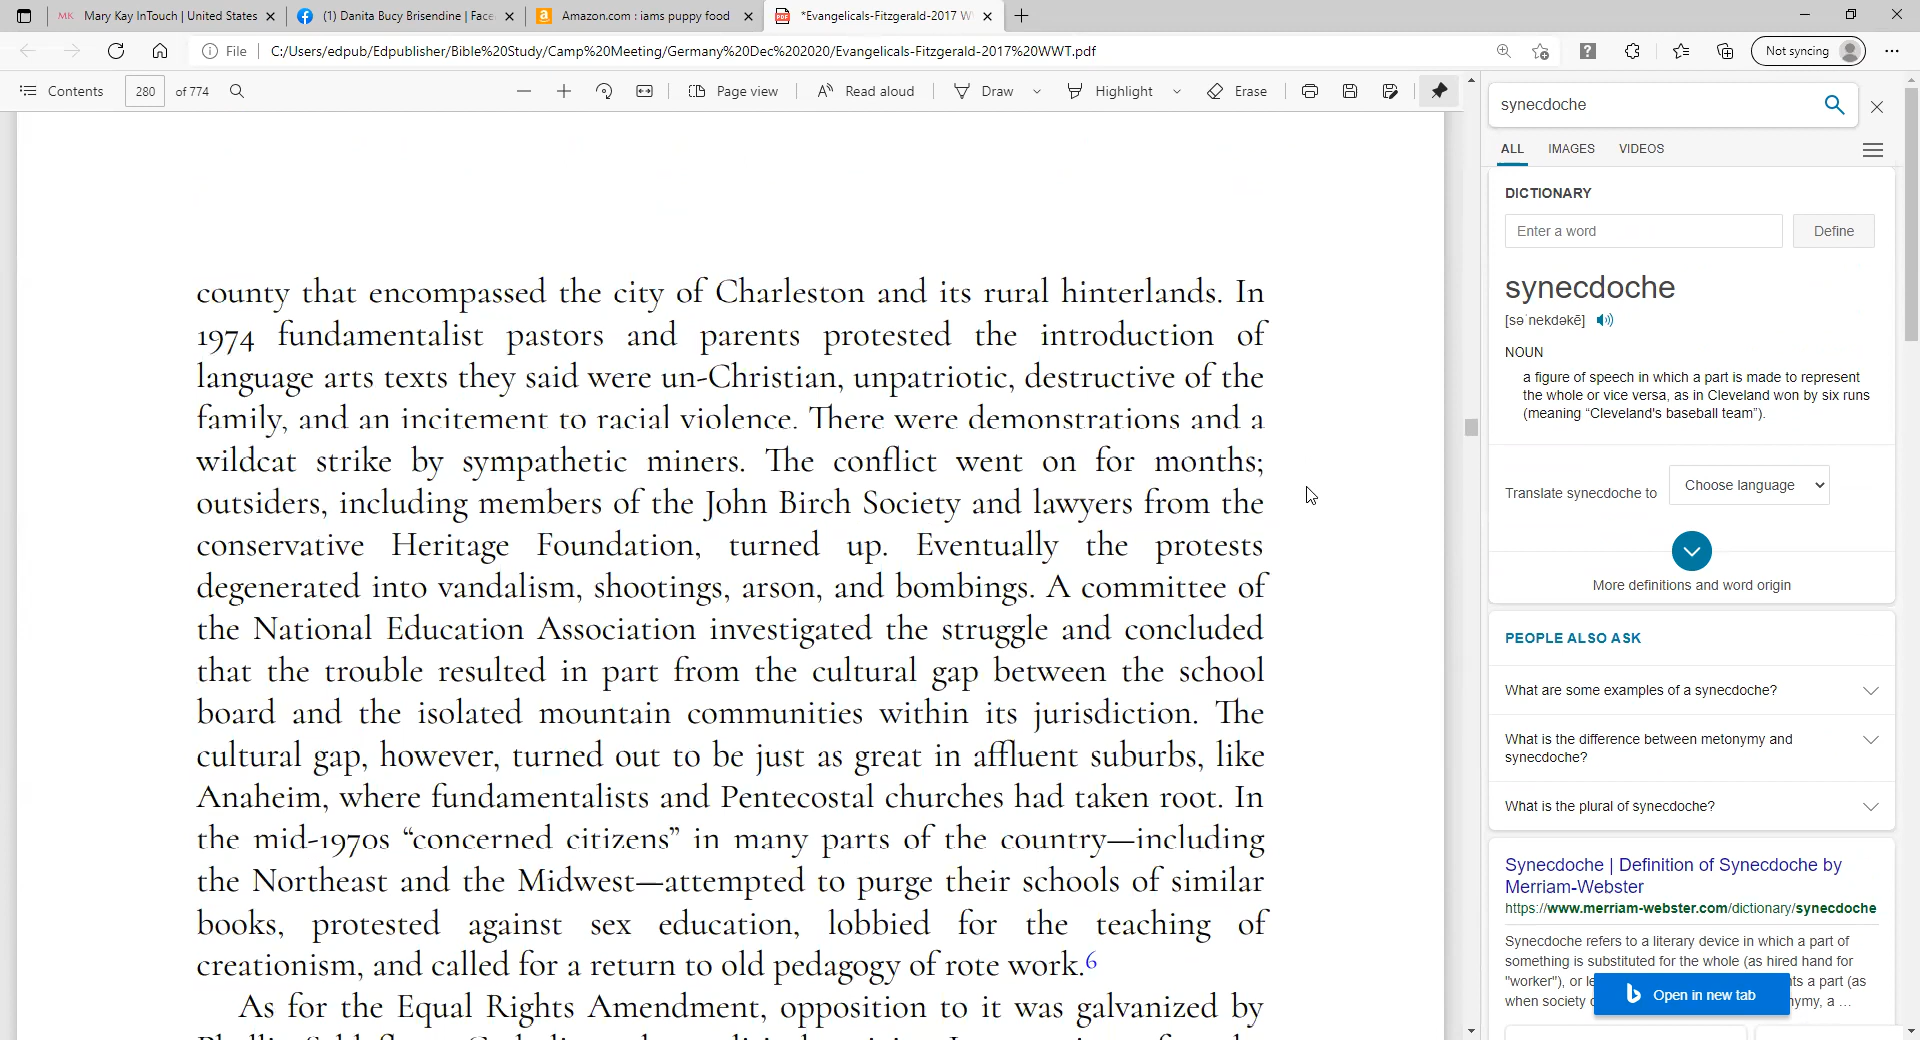 MK Mary Kay InTouch | United States
(1) Danita Bucy Brisendine | Face
Amazon.com : iams puppy food
*Evangelicals-Fitzgerald-2017 W
File
C:/Users/edpub/Edpublisher/Bible%20Study/Camp%20Meeting/Germany%20Dec%202020/Evangelicals-Fitzgerald-2017%20WWT.pdf
Not syncing
Contents
280
of 774
Page view
Read aloud
Draw
Highlight
Erase
county that encompassed the city of Charleston and its rural hinterlands. In
1974 fundamentalist pastors and parents protested the introduction of
language arts texts they said were un-Christian, unpatriotic, destructive of the
family, and an incitement to racial violence. There were demonstrations and a
wildcat strike by sympathetic miners. The conflict went on for months;
outsiders, including members of the John Birch Society and lawyers from the
conservative Heritage Foundation, turned up. Eventually the protests
degenerated into vandalism, shootings, arson, and bombings. A committee of
the National Education Association investigated the struggle and concluded
that the trouble resulted in part from the cultural gap between the school
board and the isolated mountain communities within its jurisdiction. The
cultural gap, however, turned out to be just as great in affluent suburbs, like
Anaheim, where fundamentalists and Pentecostal churches had taken root. In
the mid-1970s “concerned citizens” in many parts of the country—including
the Northeast and the Midwest—attempted to purge their schools of similar
books, protested against sex education, lobbied for the teaching of
creationism, and called for a return to old pedagogy of rote work.6
As for the Equal Rights Amendment, opposition to it was galvanized by
synecdoche
ALL
IMAGES
VIDEOS
DICTIONARY
Enter a word
Define
synecdoche
[səˈnekdəkē]
NOUN
a figure of speech in which a part is made to represent
the whole or vice versa, as in Cleveland won by six runs
(meaning “Cleveland's baseball team”).
Translate synecdoche to
Choose language
More definitions and word origin
PEOPLE ALSO ASK
What are some examples of a synecdoche?
What is the difference between metonymy and
synecdoche?
What is the plural of synecdoche?
Synecdoche | Definition of Synecdoche by
Merriam-Webster
https://www.merriam-webster.com/dictionary/synecdoche
Synecdoche refers to a literary device in which a part of
something is substituted for the whole (as hired hand for
"worker"), or le
ts a part (as
when society
nymy, a ...
Open in new tab